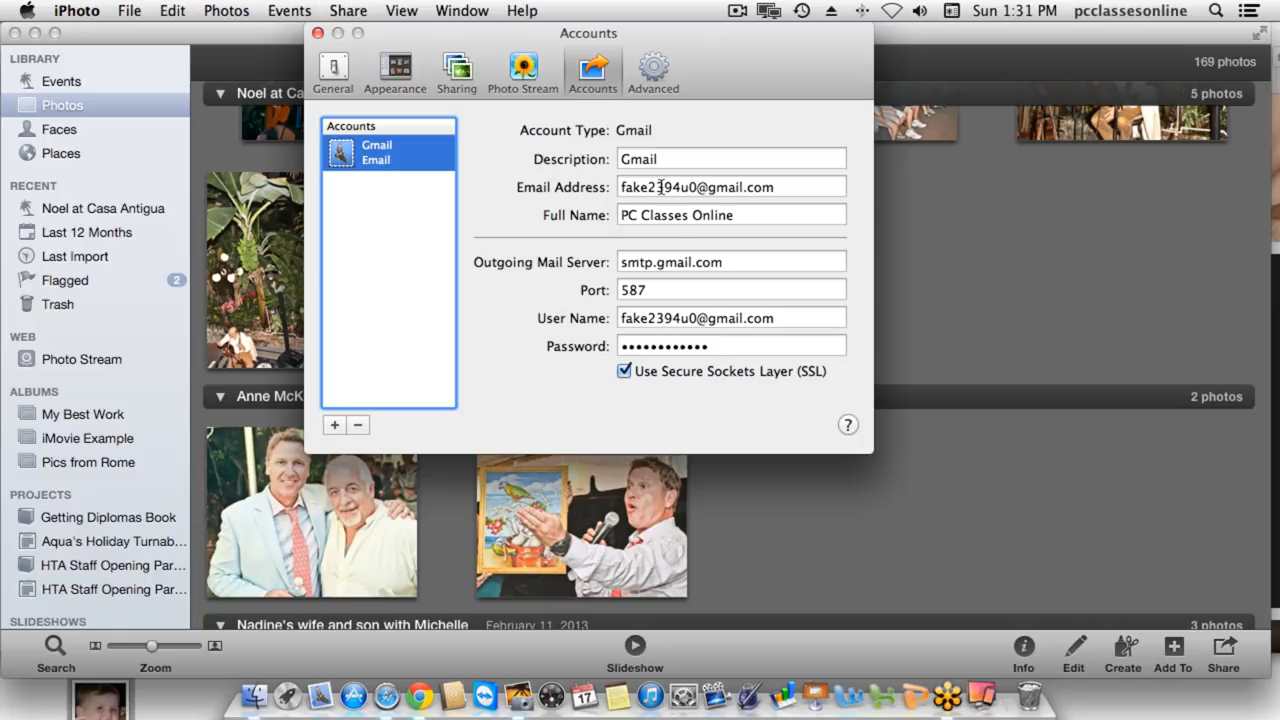 iPhoto File Edit Photos Events Share View Window Help Sun 1:31 PM pcclassesonline
Accounts
General Appearance Sharing Photo Stream Accounts Advanced
LIBRARY
Events
Photos
Faces
Places
RECENT
Noel at Casa Antigua
Last 12 Months
Last Import
Flagged 2
Trash
WEB
Photo Stream
ALBUMS
My Best Work
iMovie Example
Pics from Rome
PROJECTS
Getting Diplomas Book
Aqua's Holiday Turnab...
HTA Staff Opening Par...
HTA Staff Opening Par...
SLIDESHOWS
169 photos
Noel at Ca
5 photos
Accounts
Gmail
Email
Account Type: Gmail
Description: Gmail
Email Address: fake2394u0@gmail.com
Full Name: PC Classes Online
Outgoing Mail Server: smtp.gmail.com
Port: 587
User Name: fake2394u0@gmail.com
Password: ••••••••••••
Use Secure Sockets Layer (SSL)
+ − ?
Anne McK
2 photos
Nadine's wife and son with Michelle February 11, 2013 3 photos
Search Zoom Slideshow Info Edit Create Add To Share
17